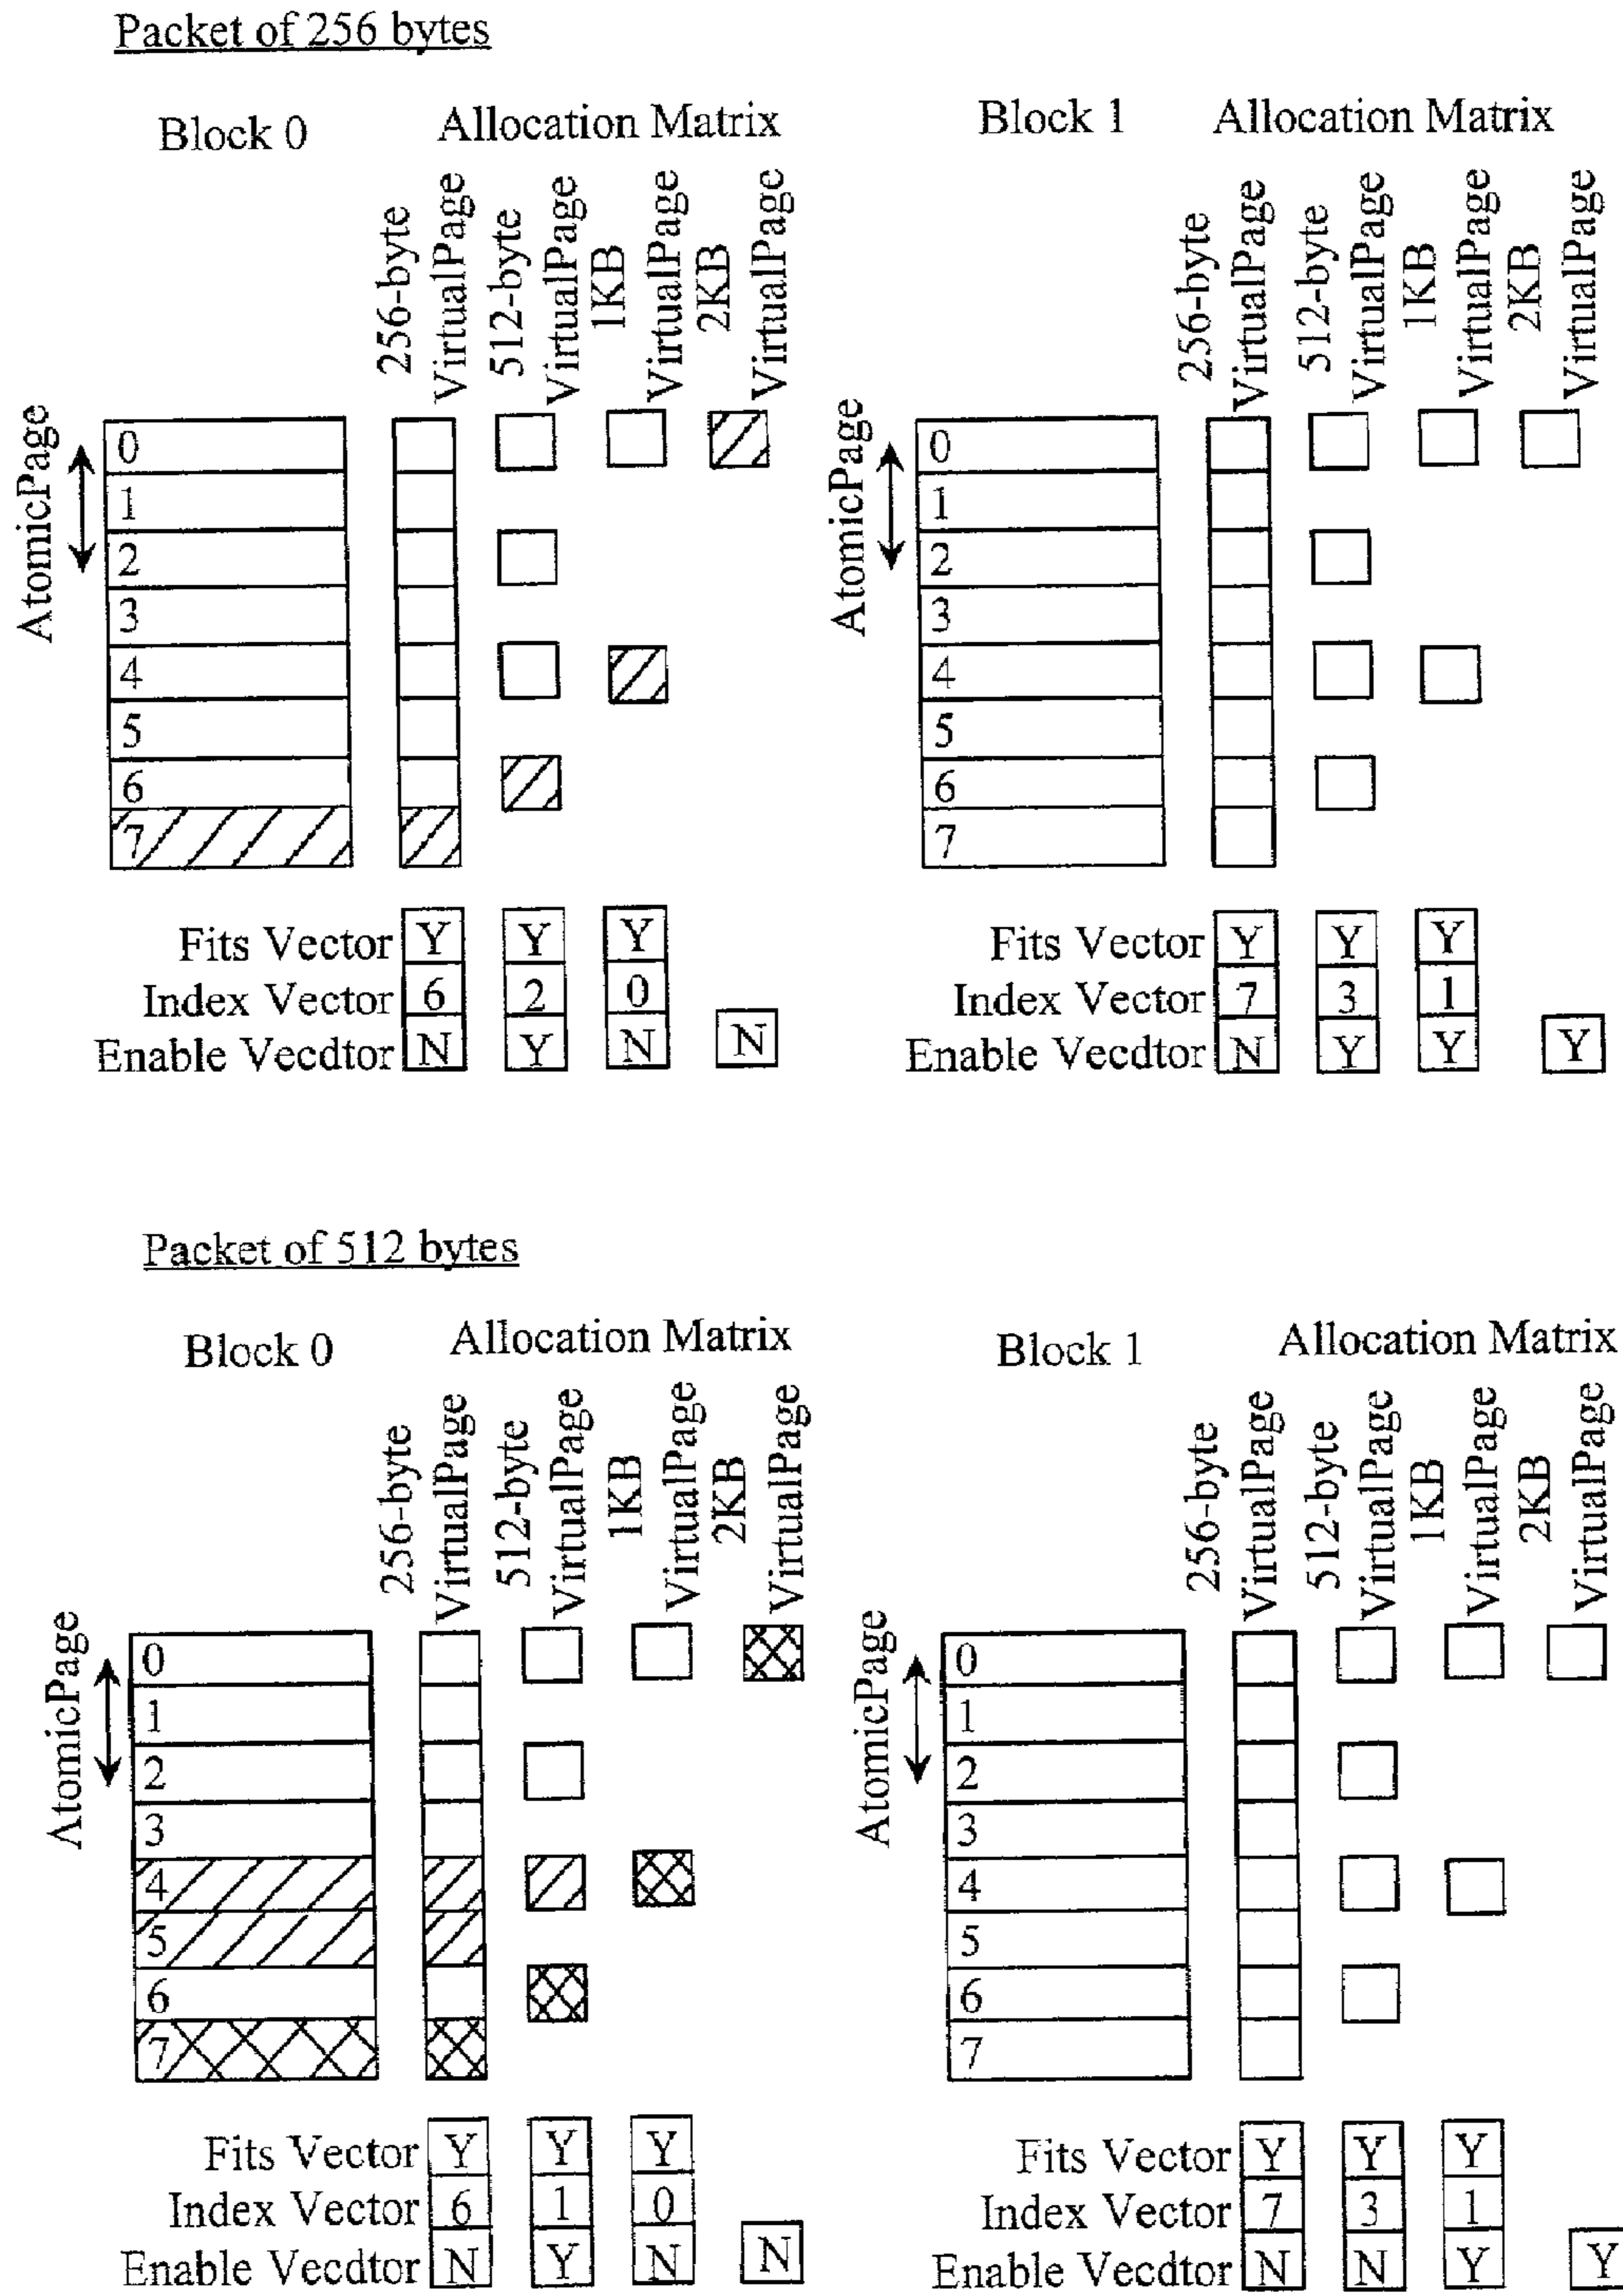 Packet of 256 bytes
Block 0
Allocation Matrix
Block 1
Allocation Matrix
256-byte
VirtualPage
512-byte
VirtualPage
1KB
VirtualPage
2KB
VirtualPage
256-byte
VirtualPage
512-byte
VirtualPage
1KB
VirtualPage
2KB
VirtualPage
AtomicPage
0
1
2
3
4
5
6
7
AtomicPage
0
1
2
3
4
5
6
7
Fits Vector Y Y Y
Index Vector 6 2 0
Enable Vecdtor N Y N N
Fits Vector Y Y Y
Index Vector 7 3 1
Enable Vecdtor N Y Y Y
Packet of 512 bytes
Block 0
Allocation Matrix
Block 1
Allocation Matrix
256-byte
VirtualPage
512-byte
VirtualPage
1KB
VirtualPage
2KB
VirtualPage
256-byte
VirtualPage
512-byte
VirtualPage
1KB
VirtualPage
2KB
VirtualPage
AtomicPage
0
1
2
3
4
5
6
7
AtomicPage
0
1
2
3
4
5
6
7
Fits Vector Y Y Y
Index Vector 6 1 0
Enable Vecdtor N Y N N
Fits Vector Y Y Y
Index Vector 7 3 1
Enable Vecdtor N N Y Y